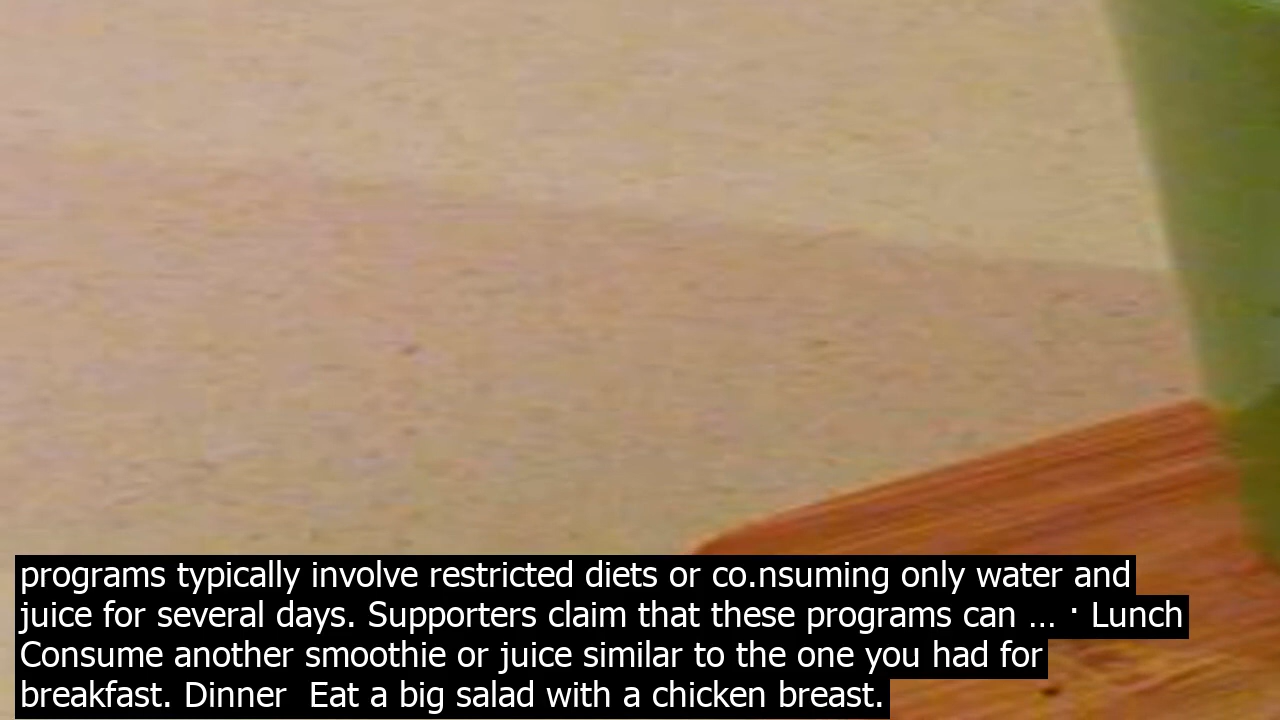 programs typically involve restricted diets or co.nsuming only water and
juice for several days. Supporters claim that these programs can ... · Lunch
Consume another smoothie or juice similar to the one you had for
breakfast. Dinner  Eat a big salad with a chicken breast.